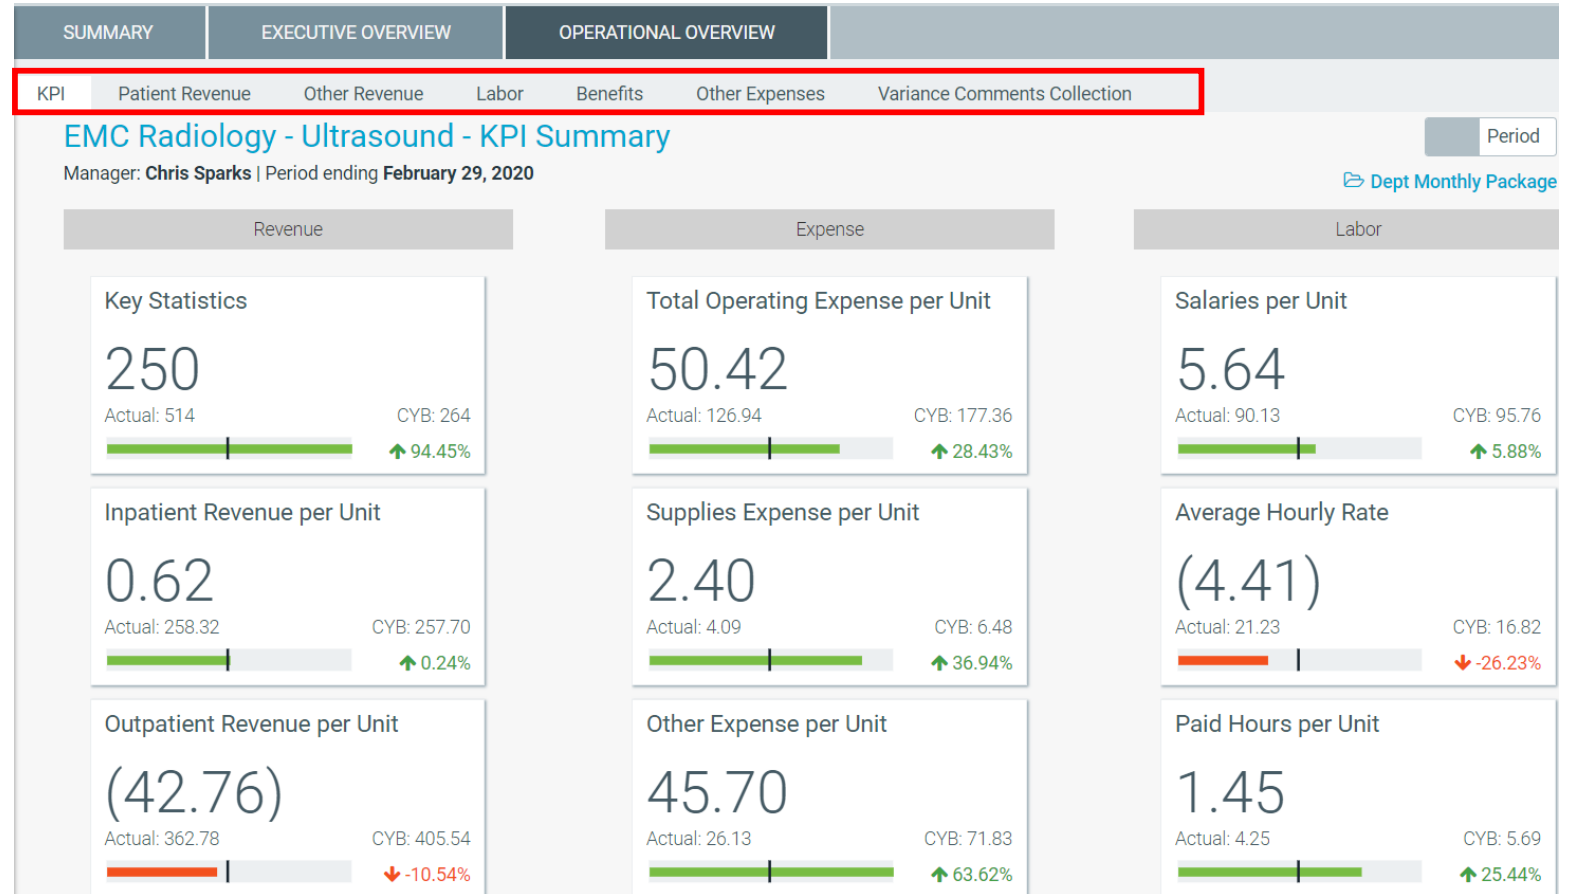 SUMMARY EXECUTIVE OVERVIEW OPERATIONAL OVERVIEW
KPI Patient Revenue Other Revenue Labor Benefits Other Expenses Variance Comments Collection
EMC Radiology - Ultrasound - KPI Summary
Period
Manager: Chris Sparks | Period ending February 29, 2020
Dept Monthly Package
Revenue
Key Statistics
250
Actual: 514 CYB: 264
94.45%
Inpatient Revenue per Unit
0.62
Actual: 258.32 CYB: 257.70
0.24%
Outpatient Revenue per Unit
(42.76)
Actual: 362.78 CYB: 405.54
-10.54%
Expense
Total Operating Expense per Unit
50.42
Actual: 126.94 CYB: 177.36
28.43%
Supplies Expense per Unit
2.40
Actual: 4.09 CYB: 6.48
36.94%
Other Expense per Unit
45.70
Actual: 26.13 CYB: 71.83
63.62%
Labor
Salaries per Unit
5.64
Actual: 90.13 CYB: 95.76
5.88%
Average Hourly Rate
(4.41)
Actual: 21.23 CYB: 16.82
-26.23%
Paid Hours per Unit
1.45
Actual: 4.25 CYB: 5.69
25.44%